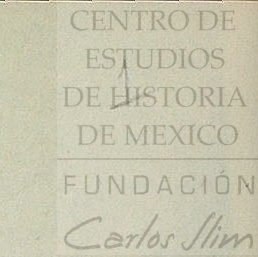 CENTRO DE
ESTUDIOS
DE HISTORIA
DE MEXICO
FUNDACIÓN
Carlos Slim